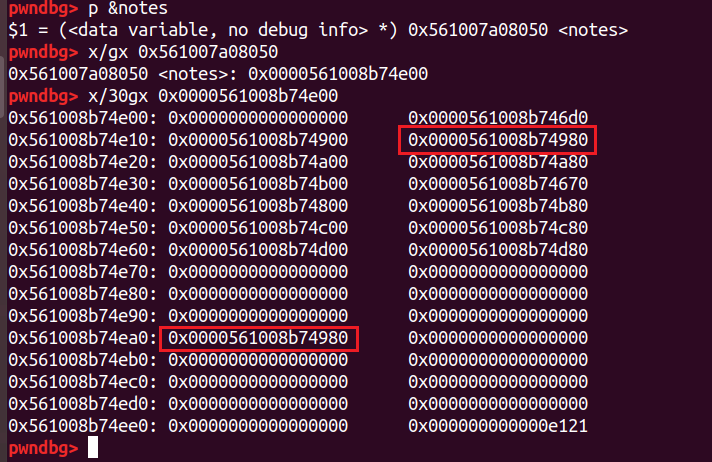 pwndbg> p &notes
$1 = (<data variable, no debug info> *) 0x561007a08050 <notes>
pwndbg> x/gx 0x561007a08050
0x561007a08050 <notes>: 0x0000561008b74e00
pwndbg> x/30gx 0x0000561008b74e00
0x561008b74e00: 0x0000000000000000 0x0000561008b746d0
0x561008b74e10: 0x0000561008b74900 0x0000561008b74980
0x561008b74e20: 0x0000561008b74a00 0x0000561008b74a80
0x561008b74e30: 0x0000561008b74b00 0x0000561008b74670
0x561008b74e40: 0x0000561008b74800 0x0000561008b74b80
0x561008b74e50: 0x0000561008b74c00 0x0000561008b74c80
0x561008b74e60: 0x0000561008b74d00 0x0000561008b74d80
0x561008b74e70: 0x0000000000000000 0x0000000000000000
0x561008b74e80: 0x0000000000000000 0x0000000000000000
0x561008b74e90: 0x0000000000000000 0x0000000000000000
0x561008b74ea0: 0x0000561008b74980 0x0000000000000000
0x561008b74eb0: 0x0000000000000000 0x0000000000000000
0x561008b74ec0: 0x0000000000000000 0x0000000000000000
0x561008b74ed0: 0x0000000000000000 0x0000000000000000
0x561008b74ee0: 0x0000000000000000 0x000000000000e121
pwndbg>